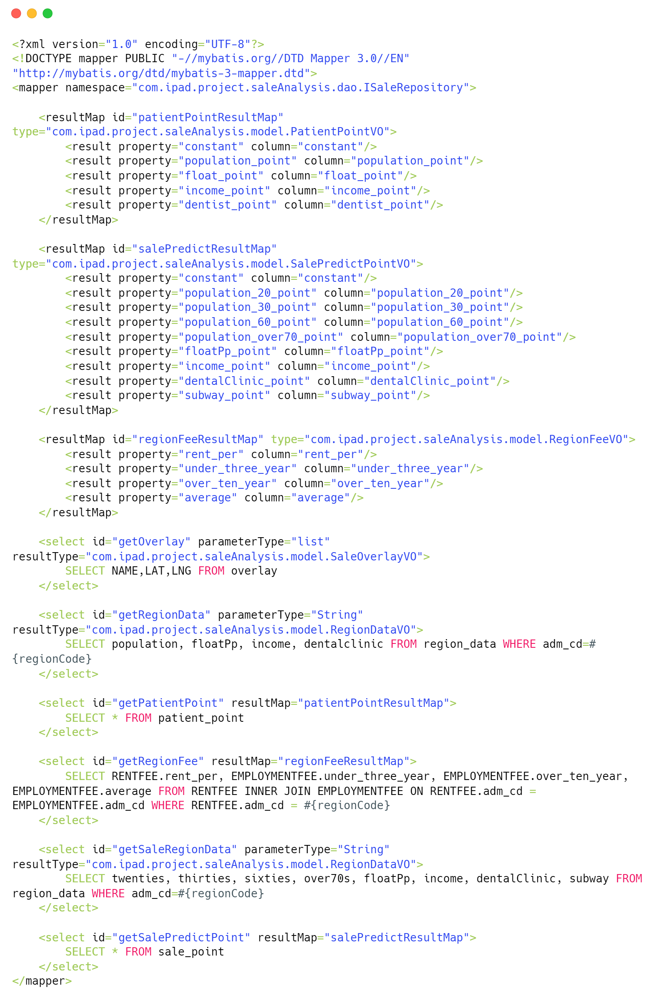 <?xml version="1.0" encoding="UTF-8"?>
<!DOCTYPE mapper PUBLIC "-//mybatis.org//DTD Mapper 3.0//EN"
"http://mybatis.org/dtd/mybatis-3-mapper.dtd">
<mapper namespace="com.ipad.project.saleAnalysis.dao.ISaleRepository">

    <resultMap id="patientPointResultMap"
type="com.ipad.project.saleAnalysis.model.PatientPointVO">
        <result property="constant" column="constant"/>
        <result property="population_point" column="population_point"/>
        <result property="float_point" column="float_point"/>
        <result property="income_point" column="income_point"/>
        <result property="dentist_point" column="dentist_point"/>
    </resultMap>

    <resultMap id="salePredictResultMap"
type="com.ipad.project.saleAnalysis.model.SalePredictPointVO">
        <result property="constant" column="constant"/>
        <result property="population_20_point" column="population_20_point"/>
        <result property="population_30_point" column="population_30_point"/>
        <result property="population_60_point" column="population_60_point"/>
        <result property="population_over70_point" column="population_over70_point"/>
        <result property="floatPp_point" column="floatPp_point"/>
        <result property="income_point" column="income_point"/>
        <result property="dentalClinic_point" column="dentalClinic_point"/>
        <result property="subway_point" column="subway_point"/>
    </resultMap>

    <resultMap id="regionFeeResultMap" type="com.ipad.project.saleAnalysis.model.RegionFeeVO">
        <result property="rent_per" column="rent_per"/>
        <result property="under_three_year" column="under_three_year"/>
        <result property="over_ten_year" column="over_ten_year"/>
        <result property="average" column="average"/>
    </resultMap>

    <select id="getOverlay" parameterType="list"
resultType="com.ipad.project.saleAnalysis.model.SaleOverlayVO">
        SELECT NAME,LAT,LNG FROM overlay
    </select>

    <select id="getRegionData" parameterType="String"
resultType="com.ipad.project.saleAnalysis.model.RegionDataVO">
        SELECT population, floatPp, income, dentalclinic FROM region_data WHERE adm_cd=#
{regionCode}
    </select>

    <select id="getPatientPoint" resultMap="patientPointResultMap">
        SELECT * FROM patient_point
    </select>

    <select id="getRegionFee" resultMap="regionFeeResultMap">
        SELECT RENTFEE.rent_per, EMPLOYMENTFEE.under_three_year, EMPLOYMENTFEE.over_ten_year,
EMPLOYMENTFEE.average FROM RENTFEE INNER JOIN EMPLOYMENTFEE ON RENTFEE.adm_cd =
EMPLOYMENTFEE.adm_cd WHERE RENTFEE.adm_cd = #{regionCode}
    </select>

    <select id="getSaleRegionData" parameterType="String"
resultType="com.ipad.project.saleAnalysis.model.RegionDataVO">
        SELECT twenties, thirties, sixties, over70s, floatPp, income, dentalClinic, subway FROM
region_data WHERE adm_cd=#{regionCode}
    </select>

    <select id="getSalePredictPoint" resultMap="salePredictResultMap">
        SELECT * FROM sale_point
    </select>
</mapper>